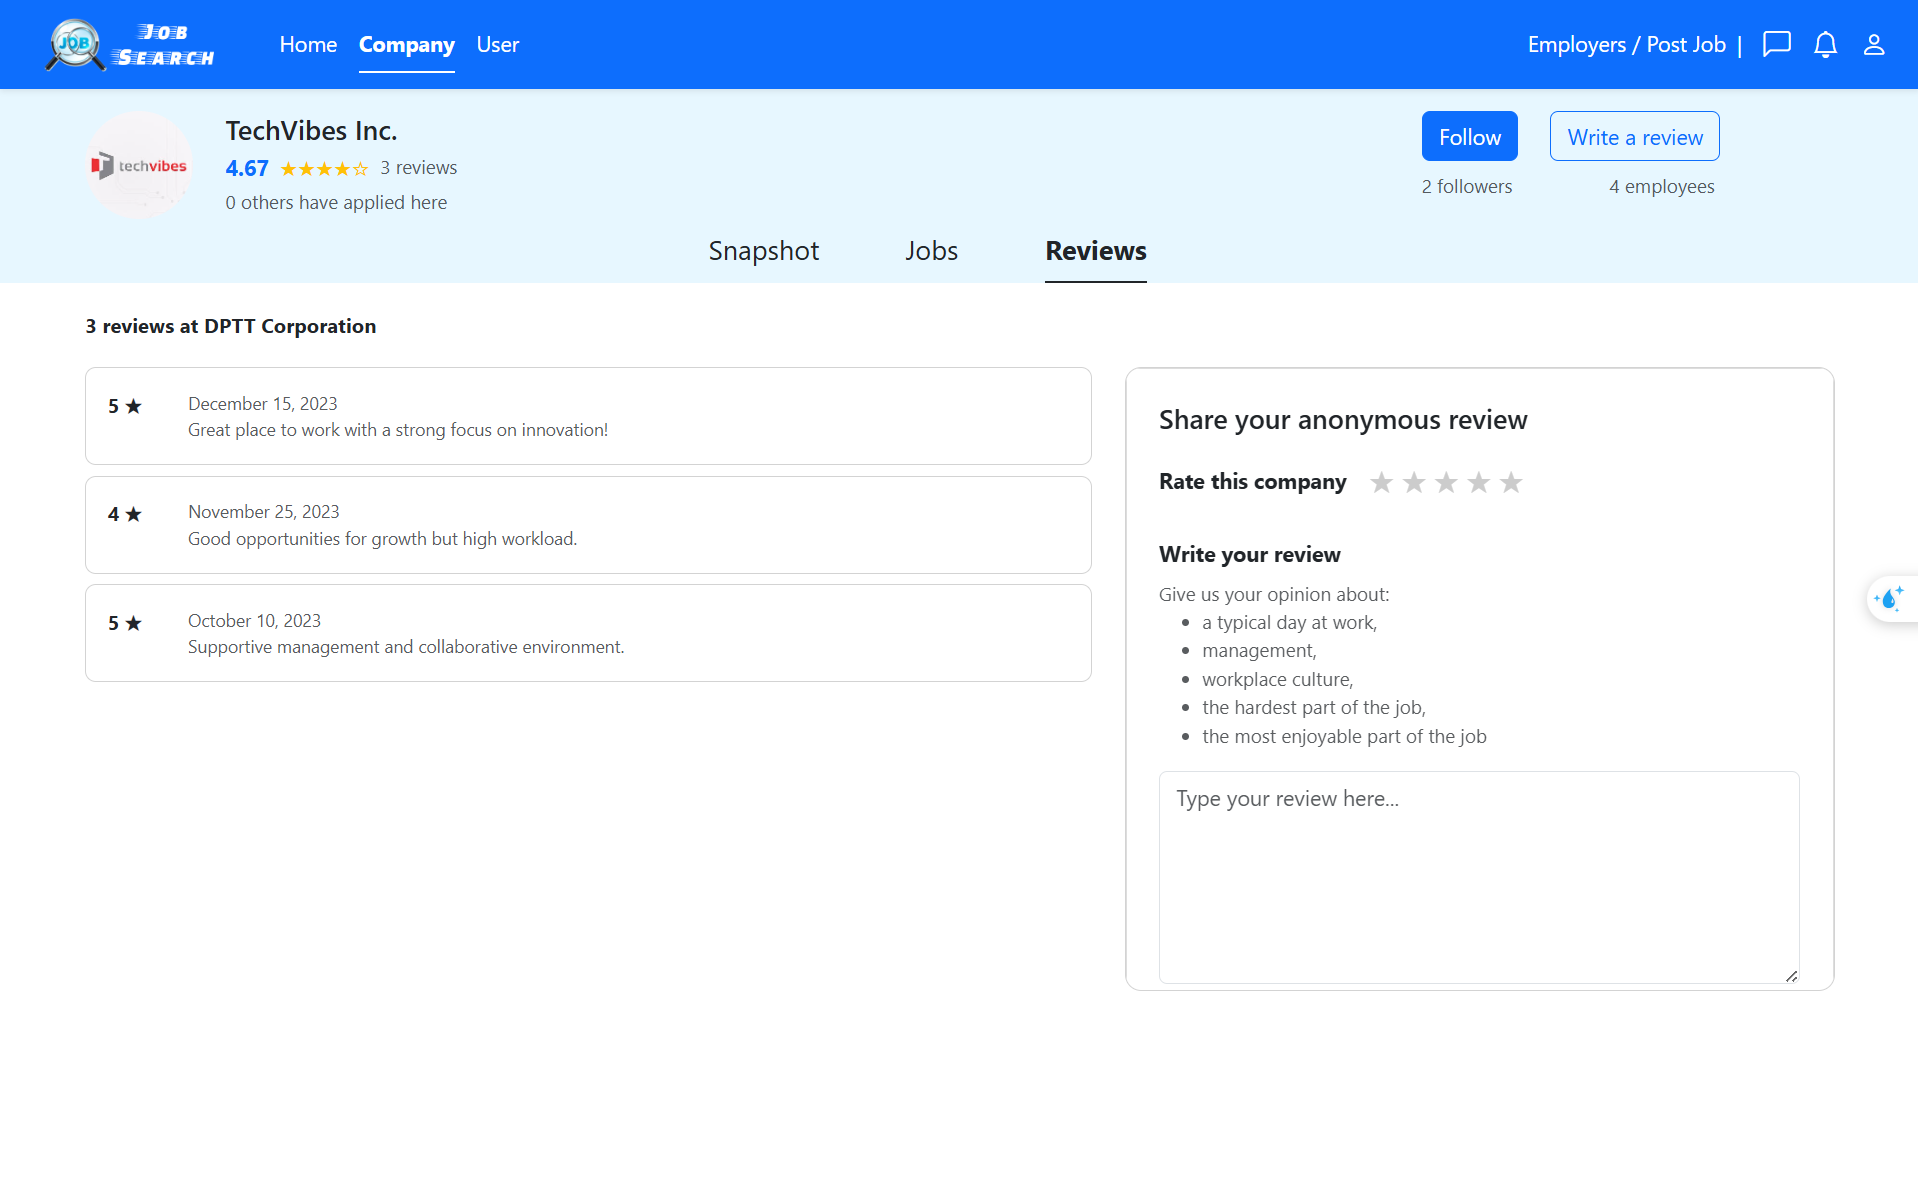 JOB
JOB
SEARCH
Home Company User
Employers / Post Job |
techvibes
TechVibes Inc.
4.67 ★★★★☆ 3 reviews
0 others have applied here
Follow
Write a review
2 followers
4 employees
Snapshot
Jobs
Reviews
3 reviews at DPTT Corporation
5 ★
December 15, 2023
Great place to work with a strong focus on innovation!
4 ★
November 25, 2023
Good opportunities for growth but high workload.
5 ★
October 10, 2023
Supportive management and collaborative environment.
Share your anonymous review
Rate this company ★ ★ ★ ★ ★
Write your review
Give us your opinion about:
• a typical day at work,
• management,
• workplace culture,
• the hardest part of the job,
• the most enjoyable part of the job
Type your review here...